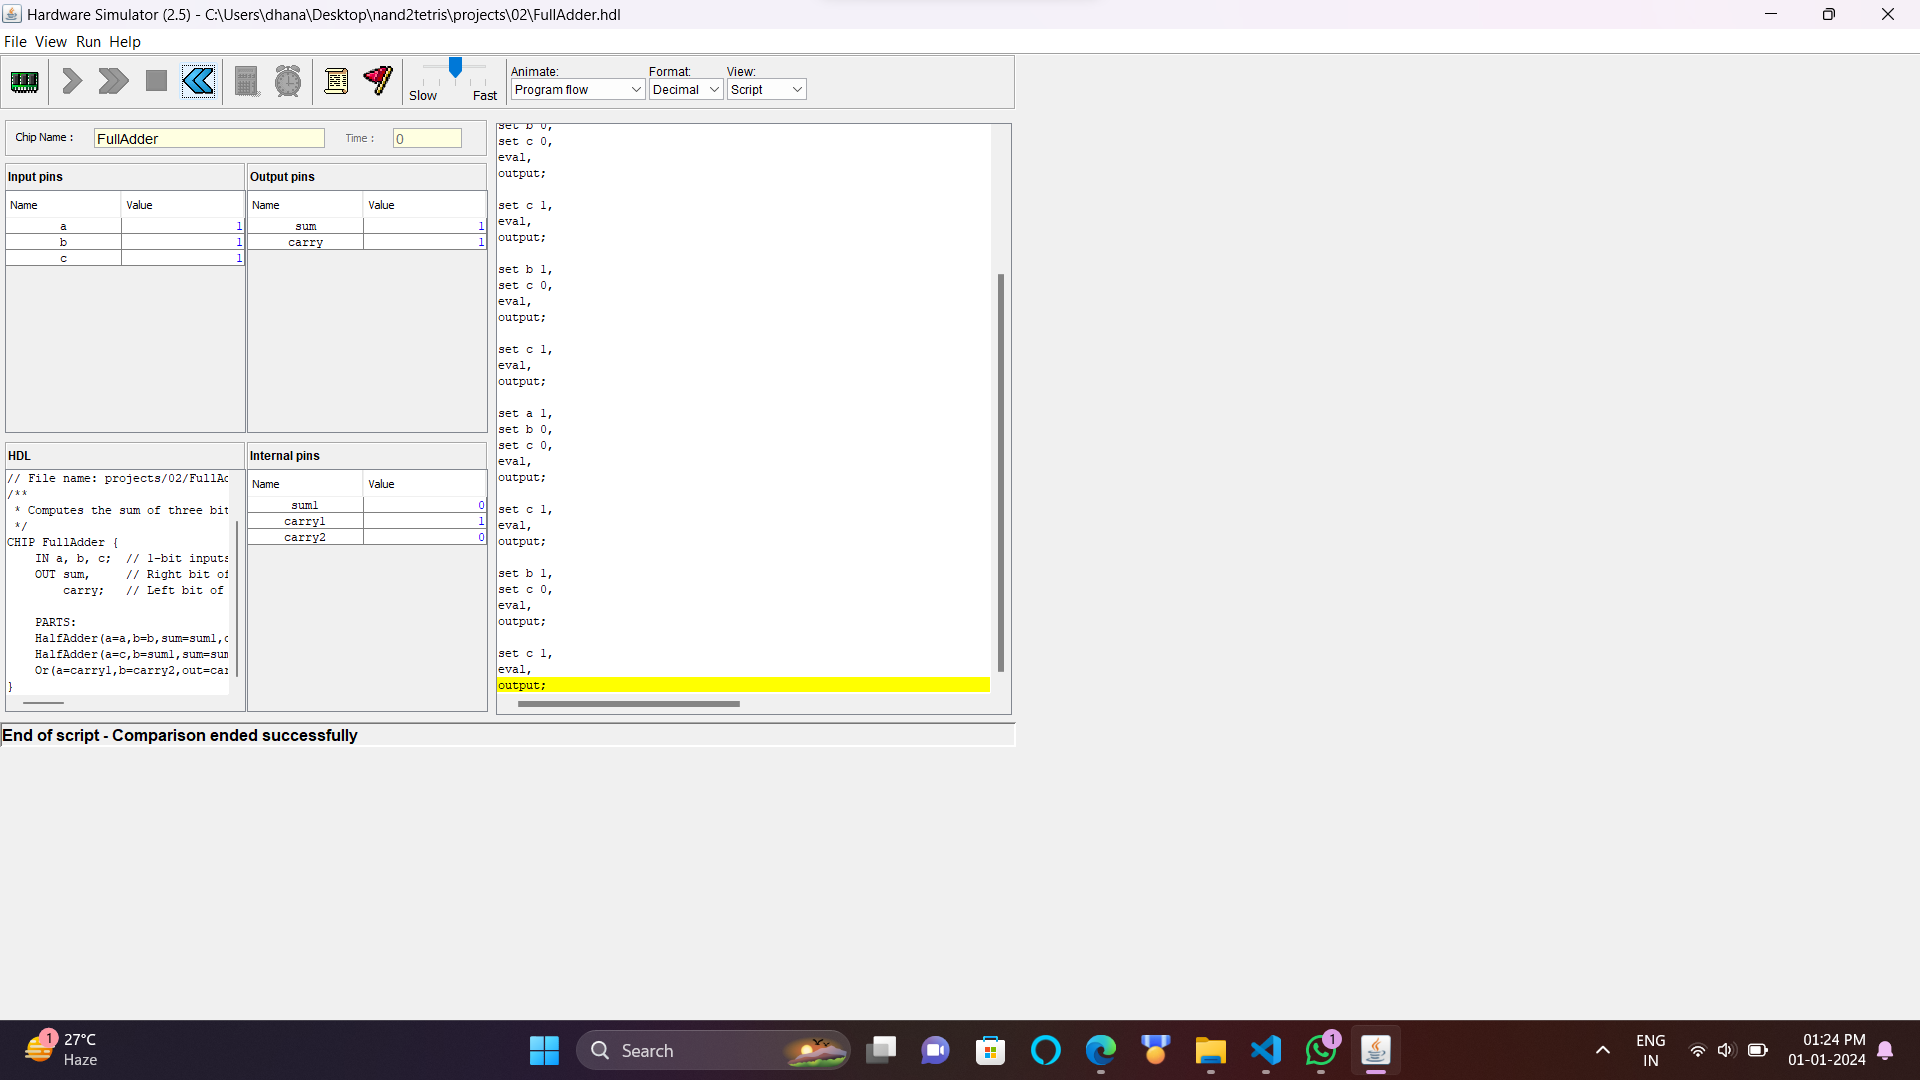 Hardware Simulator (2.5) - C:\Users\dhana\Desktop\nand2tetris\projects\02\FullAdder.hdl
File View Run Help
Slow Fast
Animate: Format: View:
Program flow Decimal Script
Chip Name : FullAdder Time : 0
Input pins
Name Value
a 1
b 1
c 1
Output pins
Name Value
sum 1
carry 1
HDL
// File name: projects/02/FullAd
/**
* Computes the sum of three bit
*/
CHIP FullAdder {
IN a, b, c; // 1-bit inputs
OUT sum, // Right bit of
carry; // Left bit of
PARTS:
HalfAdder(a=a,b=b,sum=sum1,c
HalfAdder(a=c,b=sum1,sum=sum
Or(a=carry1,b=carry2,out=car
}
Internal pins
Name Value
sum1 0
carry1 1
carry2 0
set b 0,
set c 0,
eval,
output;
set c 1,
eval,
output;
set b 1,
set c 0,
eval,
output;
set c 1,
eval,
output;
set a 1,
set b 0,
set c 0,
eval,
output;
set c 1,
eval,
output;
set b 1,
set c 0,
eval,
output;
set c 1,
eval,
output;
End of script - Comparison ended successfully
1
27°C
Haze
Search
1
ENG
IN
01:24 PM
01-01-2024